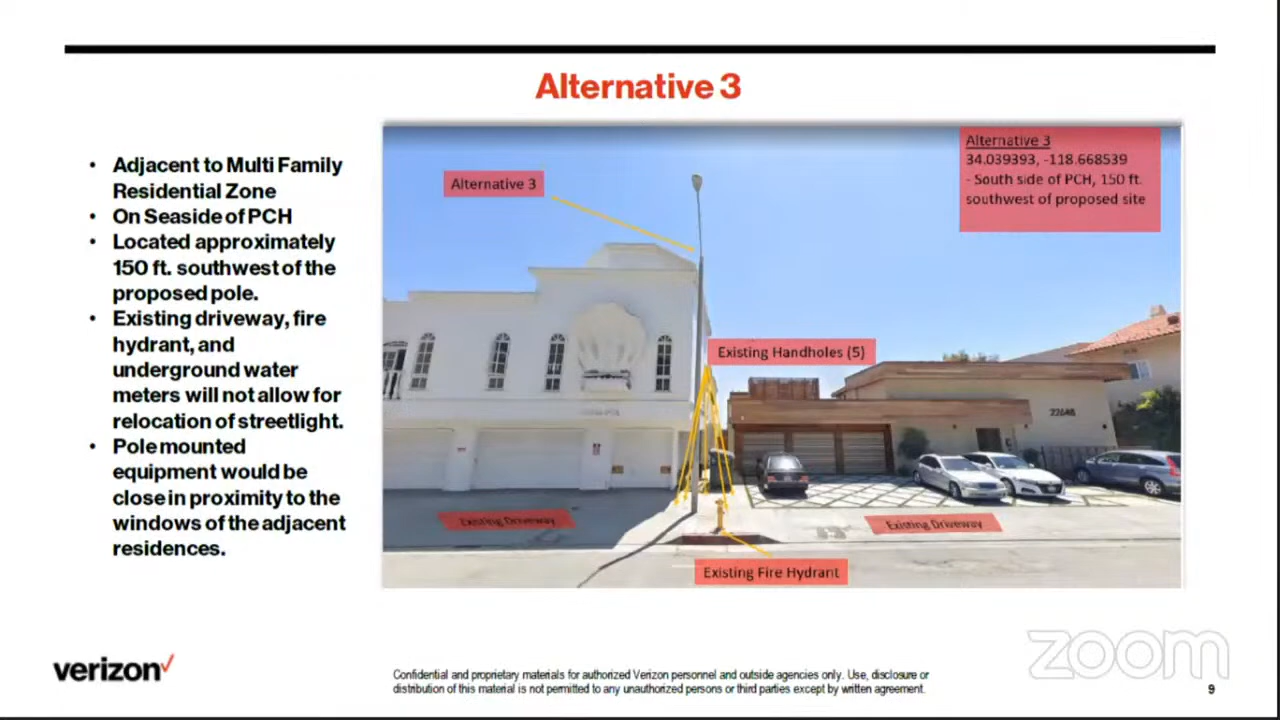 Alternative 3
• Adjacent to Multi Family
Residential Zone
• On Seaside of PCH
• Located approximately
150 ft. southwest of the
proposed pole.
• Existing driveway, fire
hydrant, and
underground water
meters will not allow for
relocation of streetlight.
• Pole mounted
equipment would be
close in proximity to the
windows of the adjacent
residences.
Alternative 3
34.039393, -118.668539
- South side of PCH, 150 ft.
southwest of proposed site
Alternative 3
Existing Handholes (5)
22648
Existing Driveway
Existing Driveway
Existing Fire Hydrant
verizon
Confidential and proprietary materials for authorized Verizon personnel and outside agencies only. Use, disclosure or
distribution of this material is not permitted to any unauthorized persons or third parties except by written agreement.
zoom
9